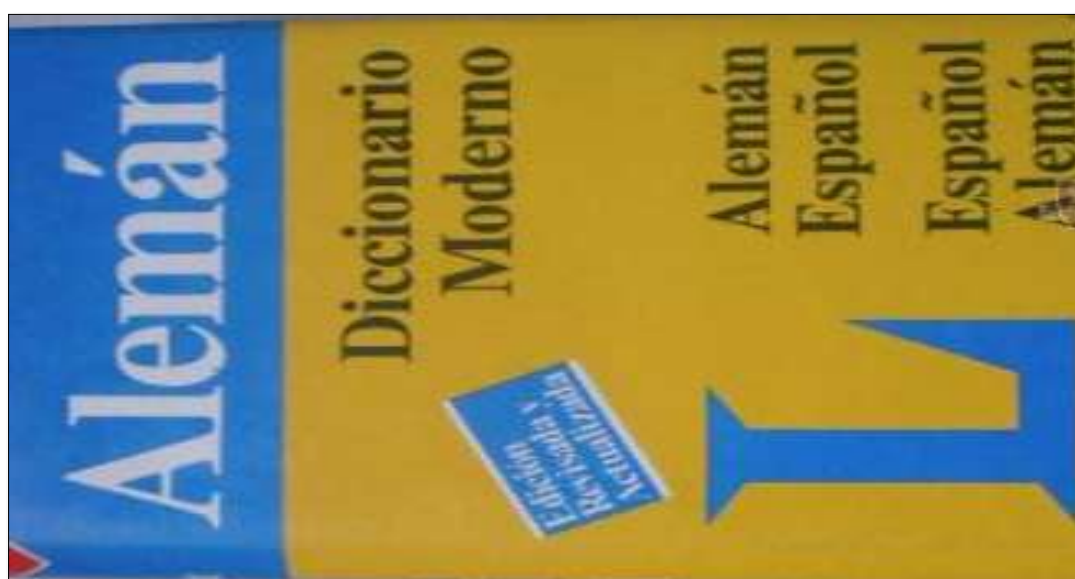 Alemán
Diccionario
Moderno
Alemán
Español
Español
Alemán
Edición
Revisada y
Actualizada
L